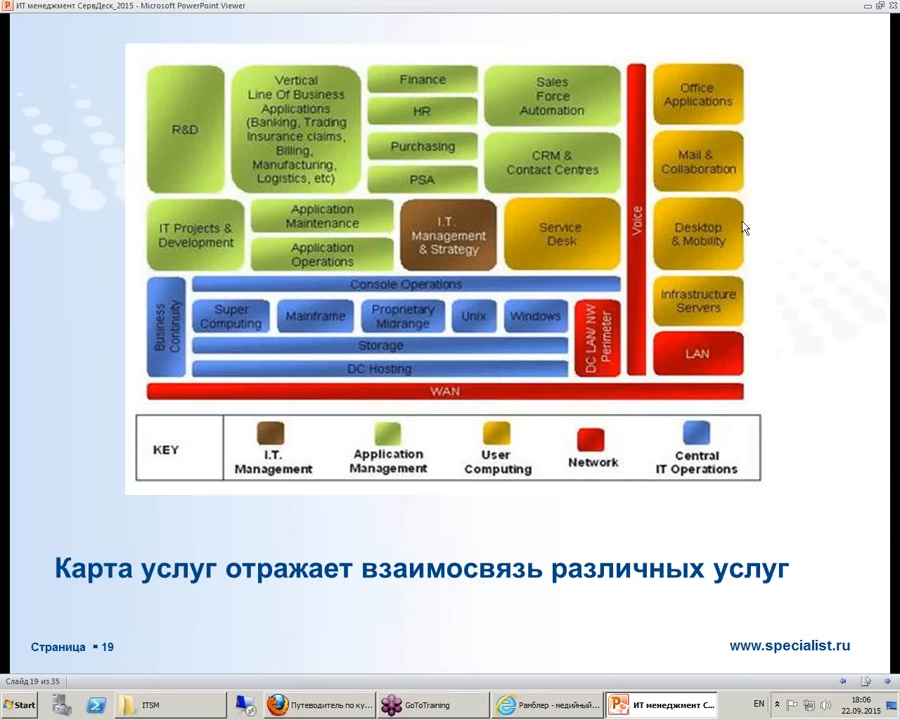 ИТ менеджмент СервДеск_2015 - Microsoft PowerPoint Viewer
R&D
Vertical
Line Of Business
Applications
(Banking, Trading
Insurance claims,
Billing,
Manufacturing,
Logistics, etc)
Finance
HR
Purchasing
PSA
Sales
Force
Automation
CRM &
Contact Centres
Voice
Office
Applications
Mail &
Collaboration
IT Projects &
Development
Application
Maintenance
Application
Operations
I.T.
Management
& Strategy
Service
Desk
Desktop
& Mobility
Business
Continuity
Console Operations
Super
Computing
Mainframe
Proprietary
Midrange
Unix
Windows
Storage
DC Hosting
DC LAN/ NW
Perimeter
Infrastructure
Servers
LAN
WAN
KEY
I.T.
Management
Application
Management
User
Computing
Network
Central
IT Operations
Карта услуг отражает взаимосвязь различных услуг
Страница ▪ 19
www.specialist.ru
Слайд 19 из 35
Start
ITSM
Путеводитель по ку...
GoToTraining
Рамблер - медийный...
ИТ менеджмент С...
EN
18:06
22.09.2015